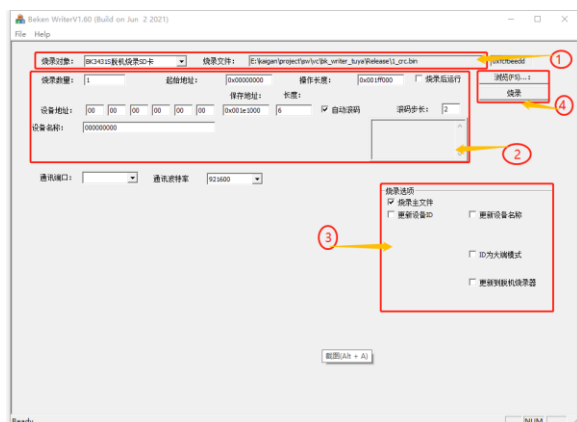 Beken WriterV1.60 (Build on Jun 2 2021)
File Help
烧录对象: BK3431S脱机烧录SD卡 烧录文件: E:\kaigan\project\sw\vc\bk_writer_tuya\Release\1_crc.bin 0xfcfbeedd
①
烧录数量: 1 起始地址: 0x00000000 操作长度: 0x001ff000 烧录后运行 浏览(PS)...:
保存地址: 长度: 烧录
设备地址: 00 00 00 00 00 00 0x001e1000 6 自动滚码 滚码步长: 2 ④
设备名称: 000000000
②
通讯端口: 通讯波特率 921600
烧录选项
烧录主文件
更新设备ID 更新设备名称
③
ID为大端模式
更新到脱机烧录器
截图(Alt + A)
Ready NUM